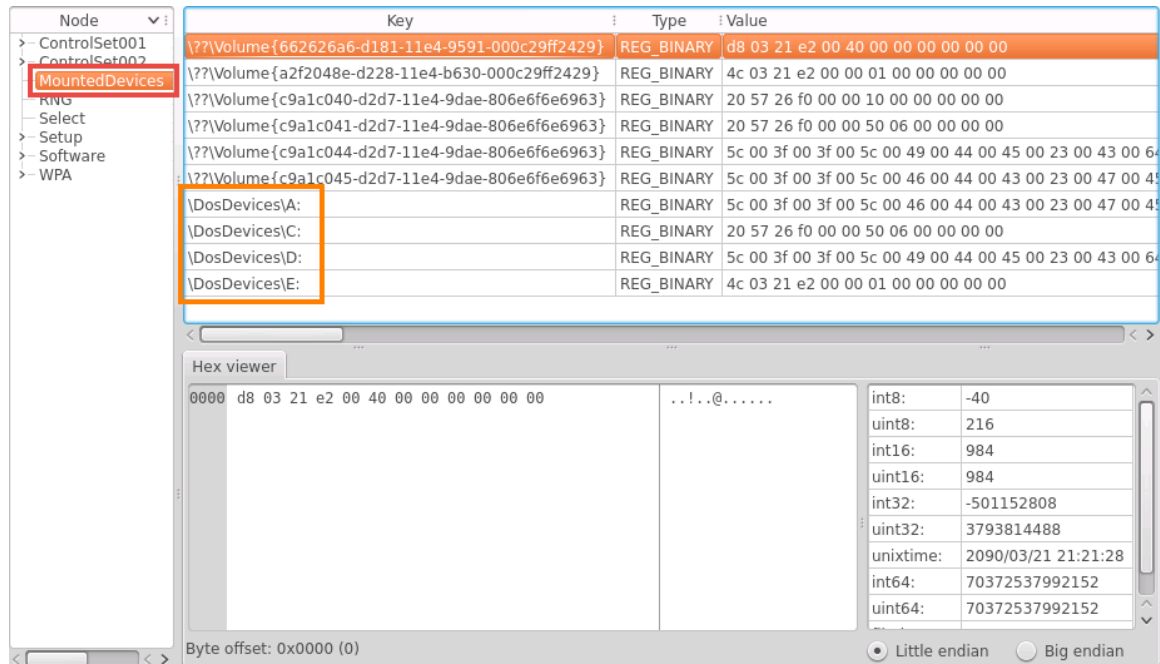 Node
ControlSet001
ControlSet002
MountedDevices
RNG
Select
Setup
Software
WPA
Key Type Value
\??\Volume{662626a6-d181-11e4-9591-000c29ff2429} REG_BINARY d8 03 21 e2 00 40 00 00 00 00 00 00
\??\Volume{a2f2048e-d228-11e4-b630-000c29ff2429} REG_BINARY 4c 03 21 e2 00 00 01 00 00 00 00 00
\??\Volume{c9a1c040-d2d7-11e4-9dae-806e6f6e6963} REG_BINARY 20 57 26 f0 00 00 10 00 00 00 00 00
\??\Volume{c9a1c041-d2d7-11e4-9dae-806e6f6e6963} REG_BINARY 20 57 26 f0 00 00 50 06 00 00 00 00
\??\Volume{c9a1c044-d2d7-11e4-9dae-806e6f6e6963} REG_BINARY 5c 00 3f 00 3f 00 5c 00 49 00 44 00 45 00 23 00 43 00 64
\??\Volume{c9a1c045-d2d7-11e4-9dae-806e6f6e6963} REG_BINARY 5c 00 3f 00 3f 00 5c 00 46 00 44 00 43 00 23 00 47 00 45
\DosDevices\A: REG_BINARY 5c 00 3f 00 3f 00 5c 00 46 00 44 00 43 00 23 00 47 00 45
\DosDevices\C: REG_BINARY 20 57 26 f0 00 00 50 06 00 00 00 00
\DosDevices\D: REG_BINARY 5c 00 3f 00 3f 00 5c 00 49 00 44 00 45 00 23 00 43 00 64
\DosDevices\E: REG_BINARY 4c 03 21 e2 00 00 01 00 00 00 00 00
Hex viewer
0000 d8 03 21 e2 00 40 00 00 00 00 00 00 ..!..@......
int8: -40
uint8: 216
int16: 984
uint16: 984
int32: -501152808
uint32: 3793814488
unixtime: 2090/03/21 21:21:28
int64: 70372537992152
uint64: 70372537992152
Byte offset: 0x0000 (0)
Little endian Big endian